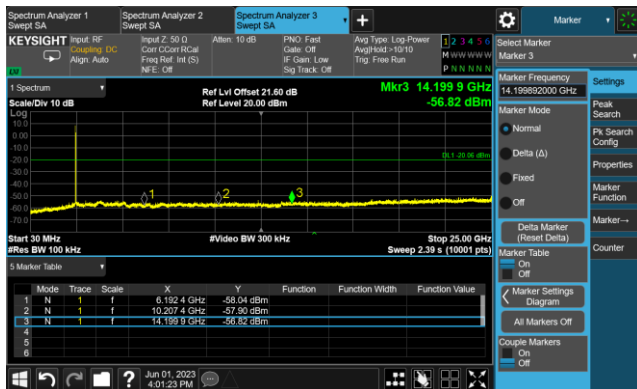 Spectrum Analyzer 1
Swept SA
Spectrum Analyzer 2
Swept SA
Spectrum Analyzer 3
Swept SA
+
Marker
KEYSIGHT
Input: RF
Coupling: DC
Align: Auto
Input Z: 50 Ω
Corr CCorr RCal
Freq Ref: Int (S)
NFE: Off
Atten: 10 dB
PNO: Fast
Gate: Off
IF Gain: Low
Sig Track: Off
Avg Type: Log-Power
Avg|Hold:>10/10
Trig: Free Run
1 2 3 4 5 6
M W W W W W
P N N N N N
Select Marker
Marker 3
1 Spectrum
Scale/Div 10 dB
Log
Ref Lvl Offset 21.60 dB
Ref Level 20.00 dBm
Mkr3 14.199 9 GHz
-56.82 dBm
10.0
0.00
-10.0
-20.0
-30.0
-40.0
-50.0
-60.0
-70.0
DL1 -20.06 dBm
1
2
3
Start 30 MHz
#Res BW 100 kHz
#Video BW 300 kHz
Stop 25.00 GHz
Sweep 2.39 s (10001 pts)
5 Marker Table
Mode Trace Scale X Y Function Function Width Function Value
1 N 1 f 6.192 4 GHz -58.04 dBm
2 N 1 f 10.207 4 GHz -57.90 dBm
3 N 1 f 14.199 9 GHz -56.82 dBm
4
5
6
Marker Frequency
14.199892000 GHz
Marker Mode
Normal
Delta (Δ)
Fixed
Off
Delta Marker
(Reset Delta)
Marker Table
On
Off
Marker Settings
Diagram
All Markers Off
Couple Markers
On
Off
Settings
Peak
Search
Pk Search
Config
Properties
Marker
Function
Marker→
Counter
?
Jun 01, 2023
4:01:23 PM